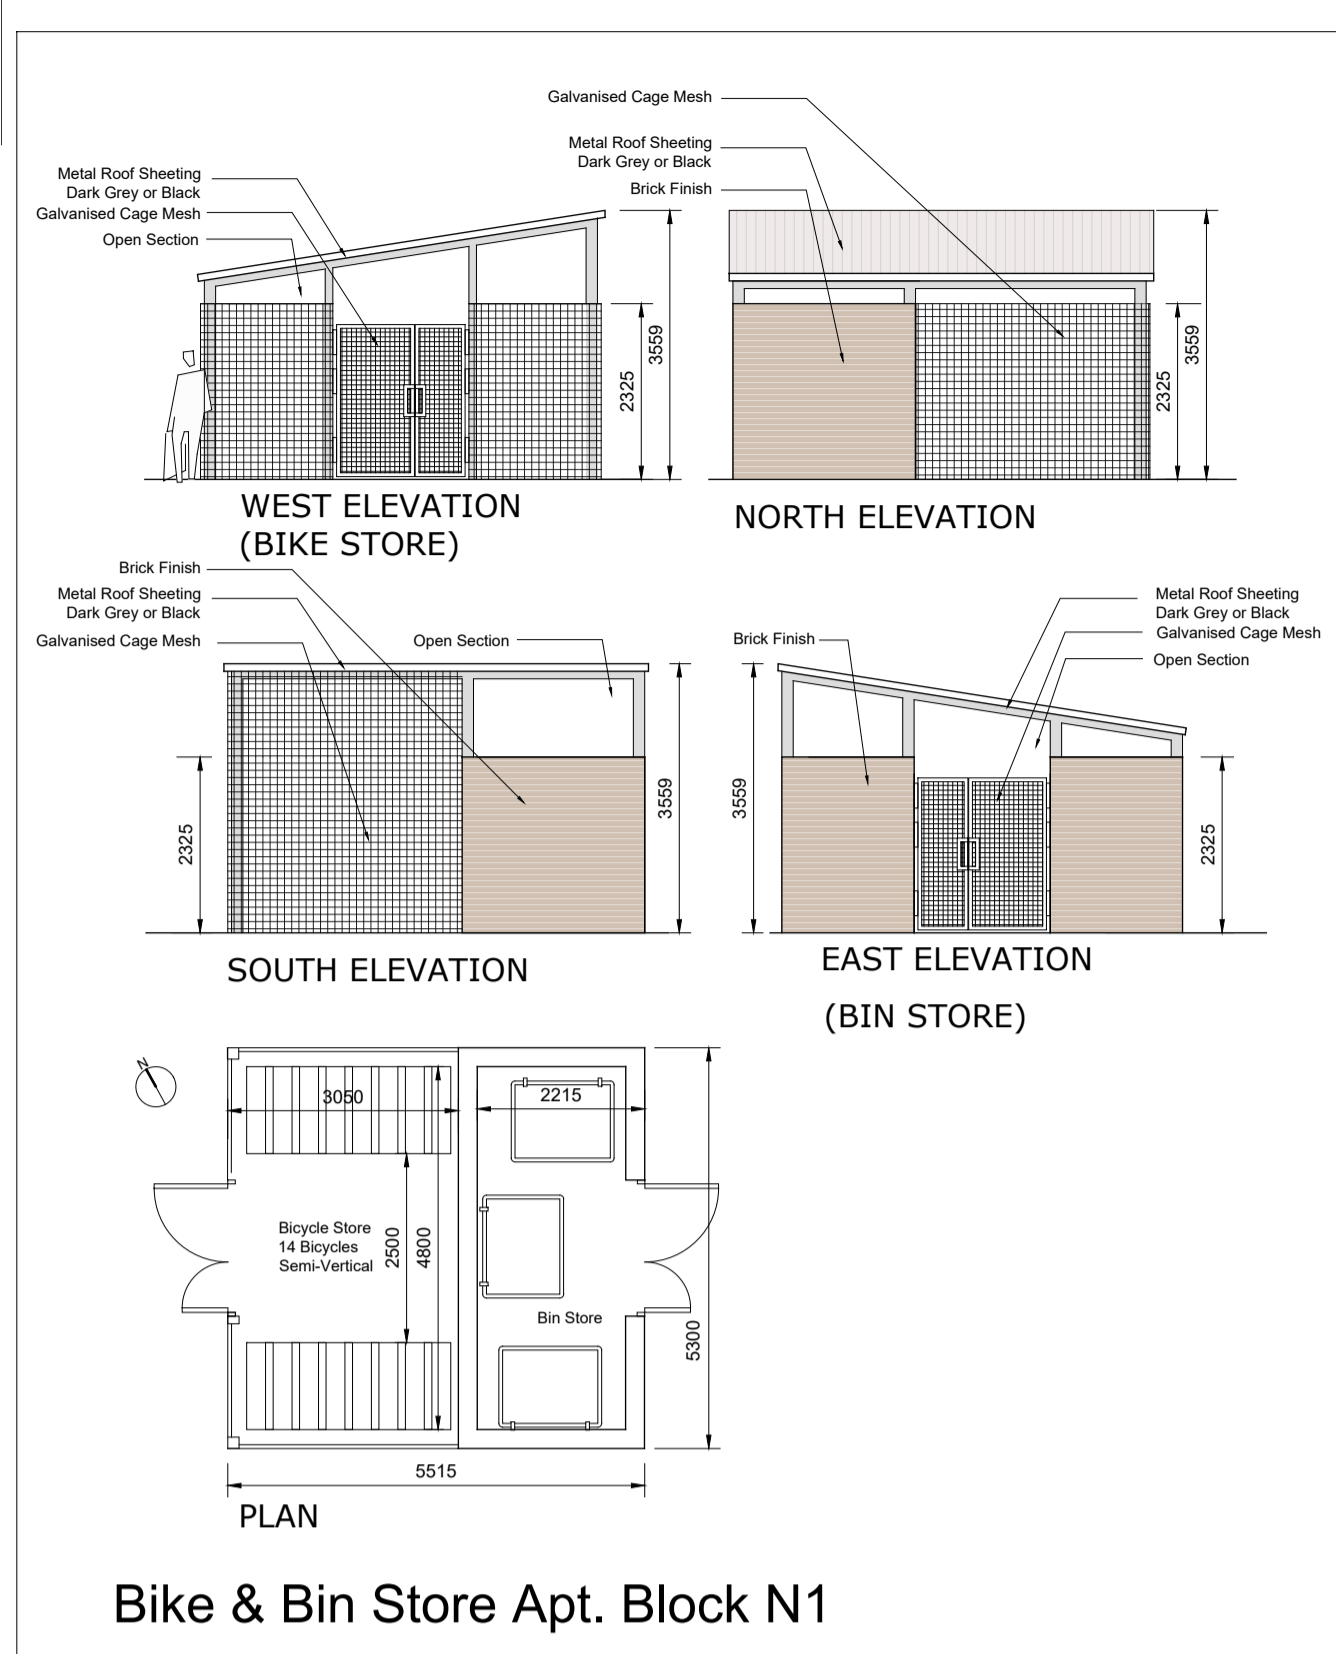 Metal Roof Sheeting
Dark Grey or Black
Galvanised Cage Mesh
Open Section
2325
3559
WEST ELEVATION
(BIKE STORE)
Galvanised Cage Mesh
Metal Roof Sheeting
Dark Grey or Black
Brick Finish
2325
3559
NORTH ELEVATION
Brick Finish
Metal Roof Sheeting
Dark Grey or Black
Galvanised Cage Mesh
Open Section
2325
3559
SOUTH ELEVATION
Metal Roof Sheeting
Dark Grey or Black
Galvanised Cage Mesh
Open Section
Brick Finish
3559
2325
EAST ELEVATION
(BIN STORE)
N
3050
2215
Bicycle Store
14 Bicycles
Semi-Vertical
2500
4800
Bin Store
5300
5515
PLAN
Bike & Bin Store Apt. Block N1